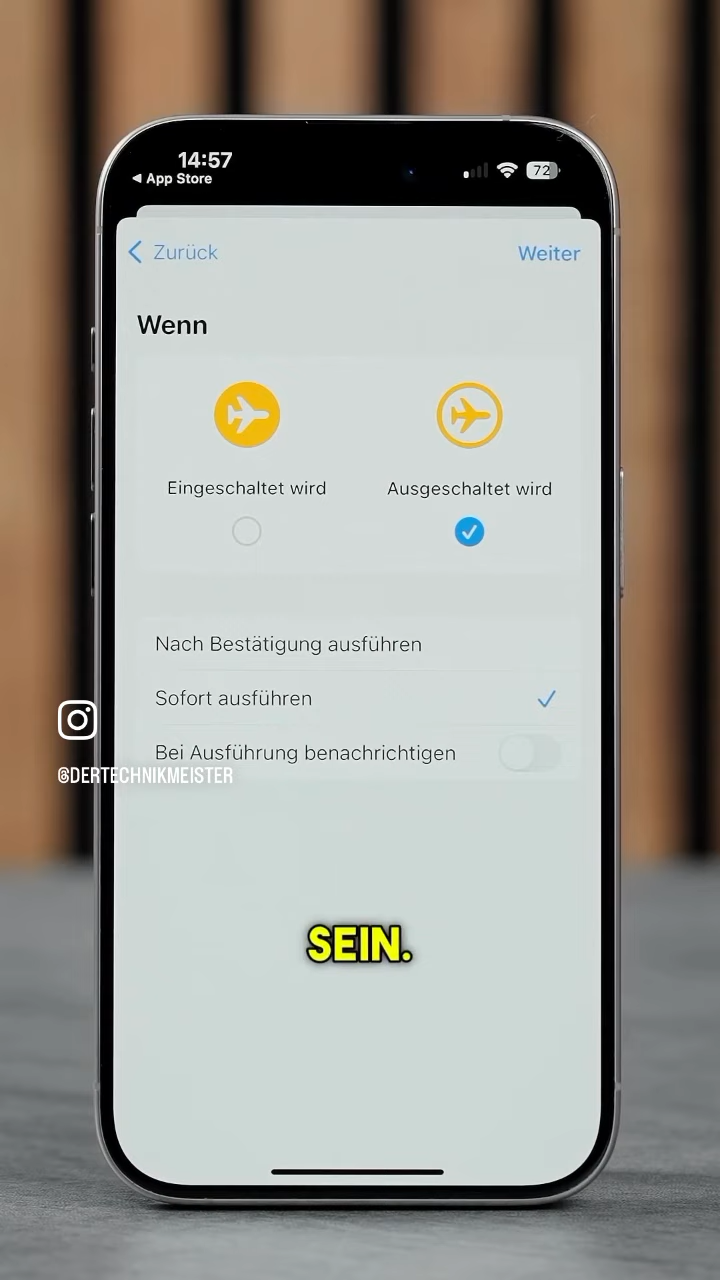 14:57
App Store
72
Zurück
Weiter
Wenn
Eingeschaltet wird
Ausgeschaltet wird
Nach Bestätigung ausführen
Sofort ausführen
Bei Ausführung benachrichtigen
@DERTECHNIKMEISTER
SEIN.